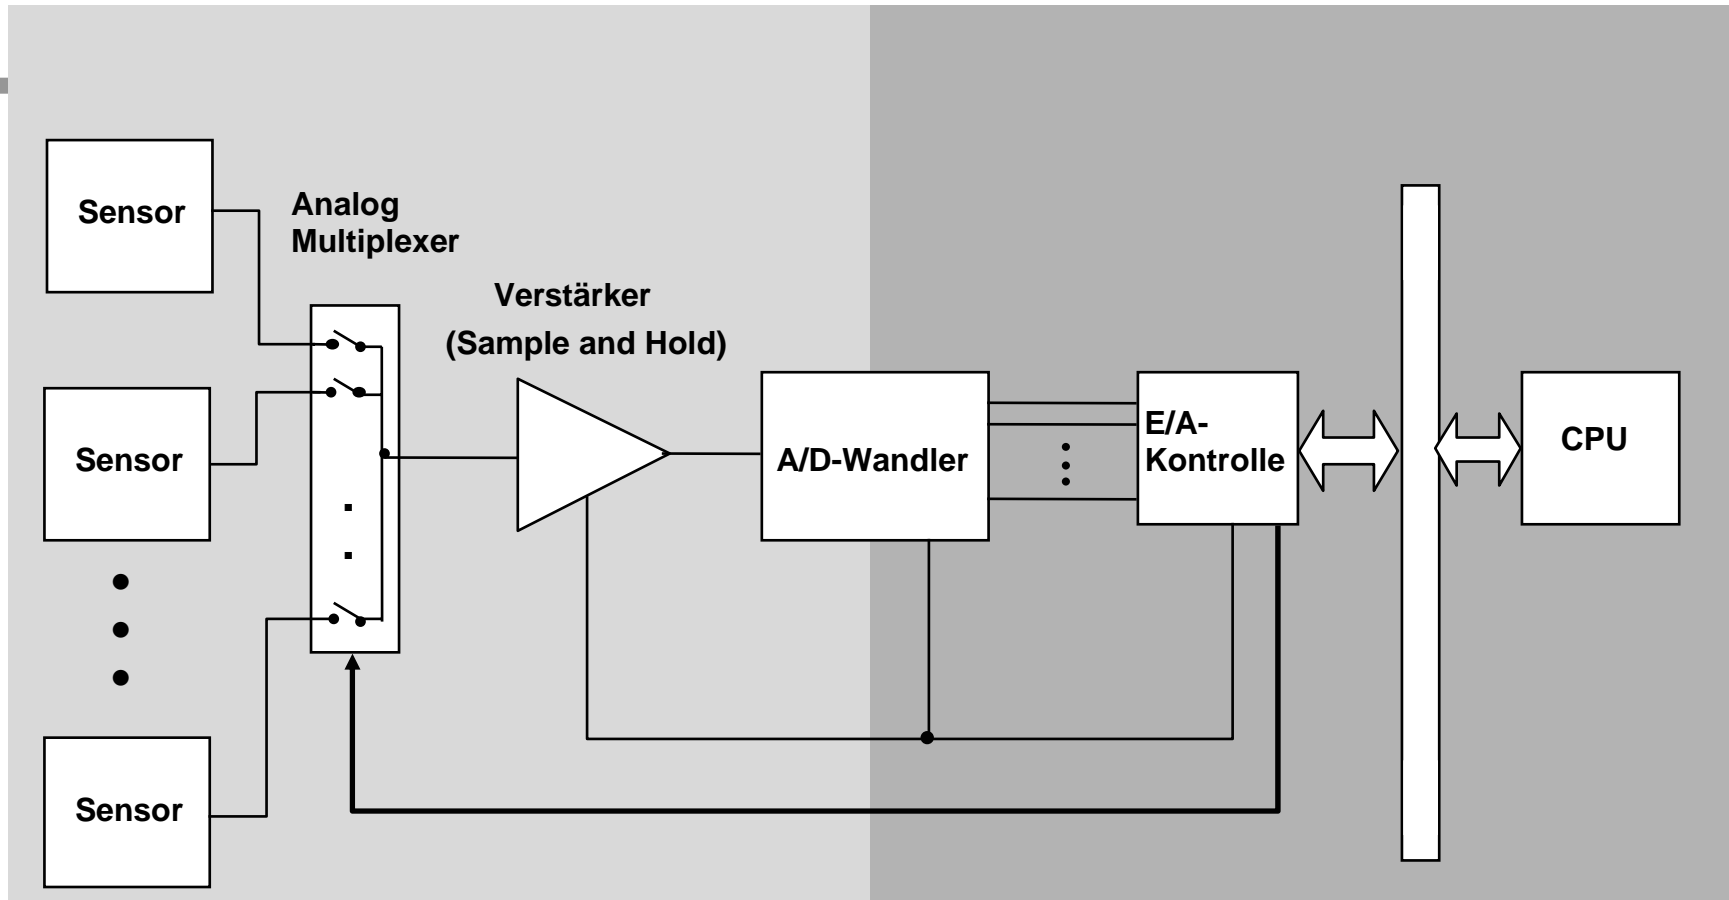 Sensor
Analog
Multiplexer
Verstärker
(Sample and Hold)
Sensor
A/D-Wandler
E/A-
Kontrolle
CPU
Sensor